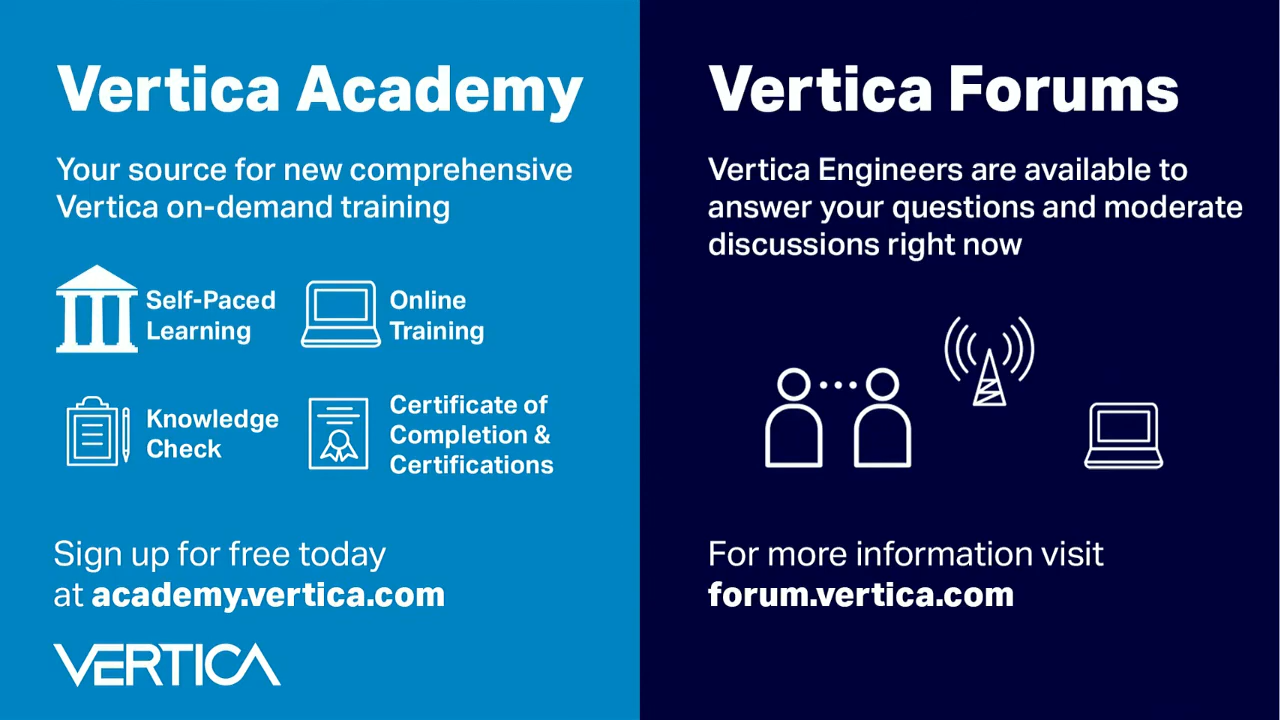 Vertica Academy
Your source for new comprehensive
Vertica on-demand training
Self-Paced
Learning
Online
Training
Knowledge
Check
Certificate of
Completion &
Certifications
Sign up for free today
at academy.vertica.com
VERTICA
Vertica Forums
Vertica Engineers are available to
answer your questions and moderate
discussions right now
For more information visit
forum.vertica.com